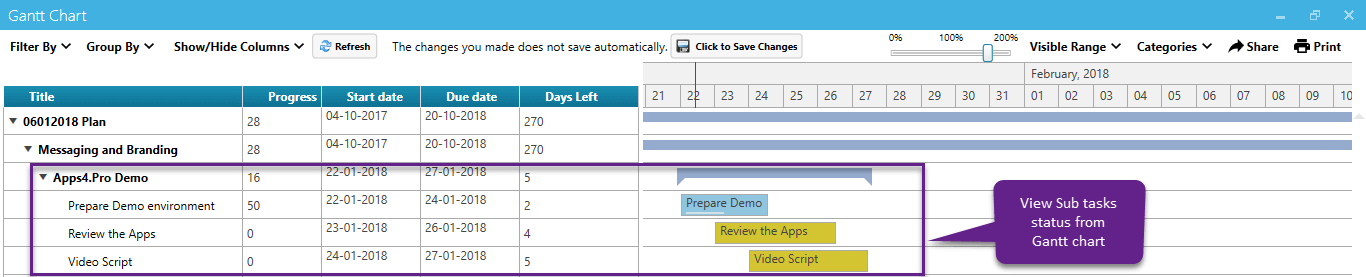 Gantt Chart
Filter By Group By Show/Hide Columns Refresh The changes you made does not save automatically. Click to Save Changes 0% 100% 200% Visible Range Categories Share Print
February, 2018
Title Progress Start date Due date Days Left 21 22 23 24 25 26 27 28 29 30 31 01 02 03 04 05 06 07 08 09 10
06012018 Plan 28 04-10-2017 20-10-2018 270
Messaging and Branding 28 04-10-2017 20-10-2018 270
Apps4.Pro Demo 16 22-01-2018 27-01-2018 5
Prepare Demo environment 50 22-01-2018 24-01-2018 2 Prepare Demo
Review the Apps 0 23-01-2018 26-01-2018 4 Review the Apps
Video Script 0 24-01-2018 27-01-2018 5 Video Script
View Sub tasks
status from
Gantt chart